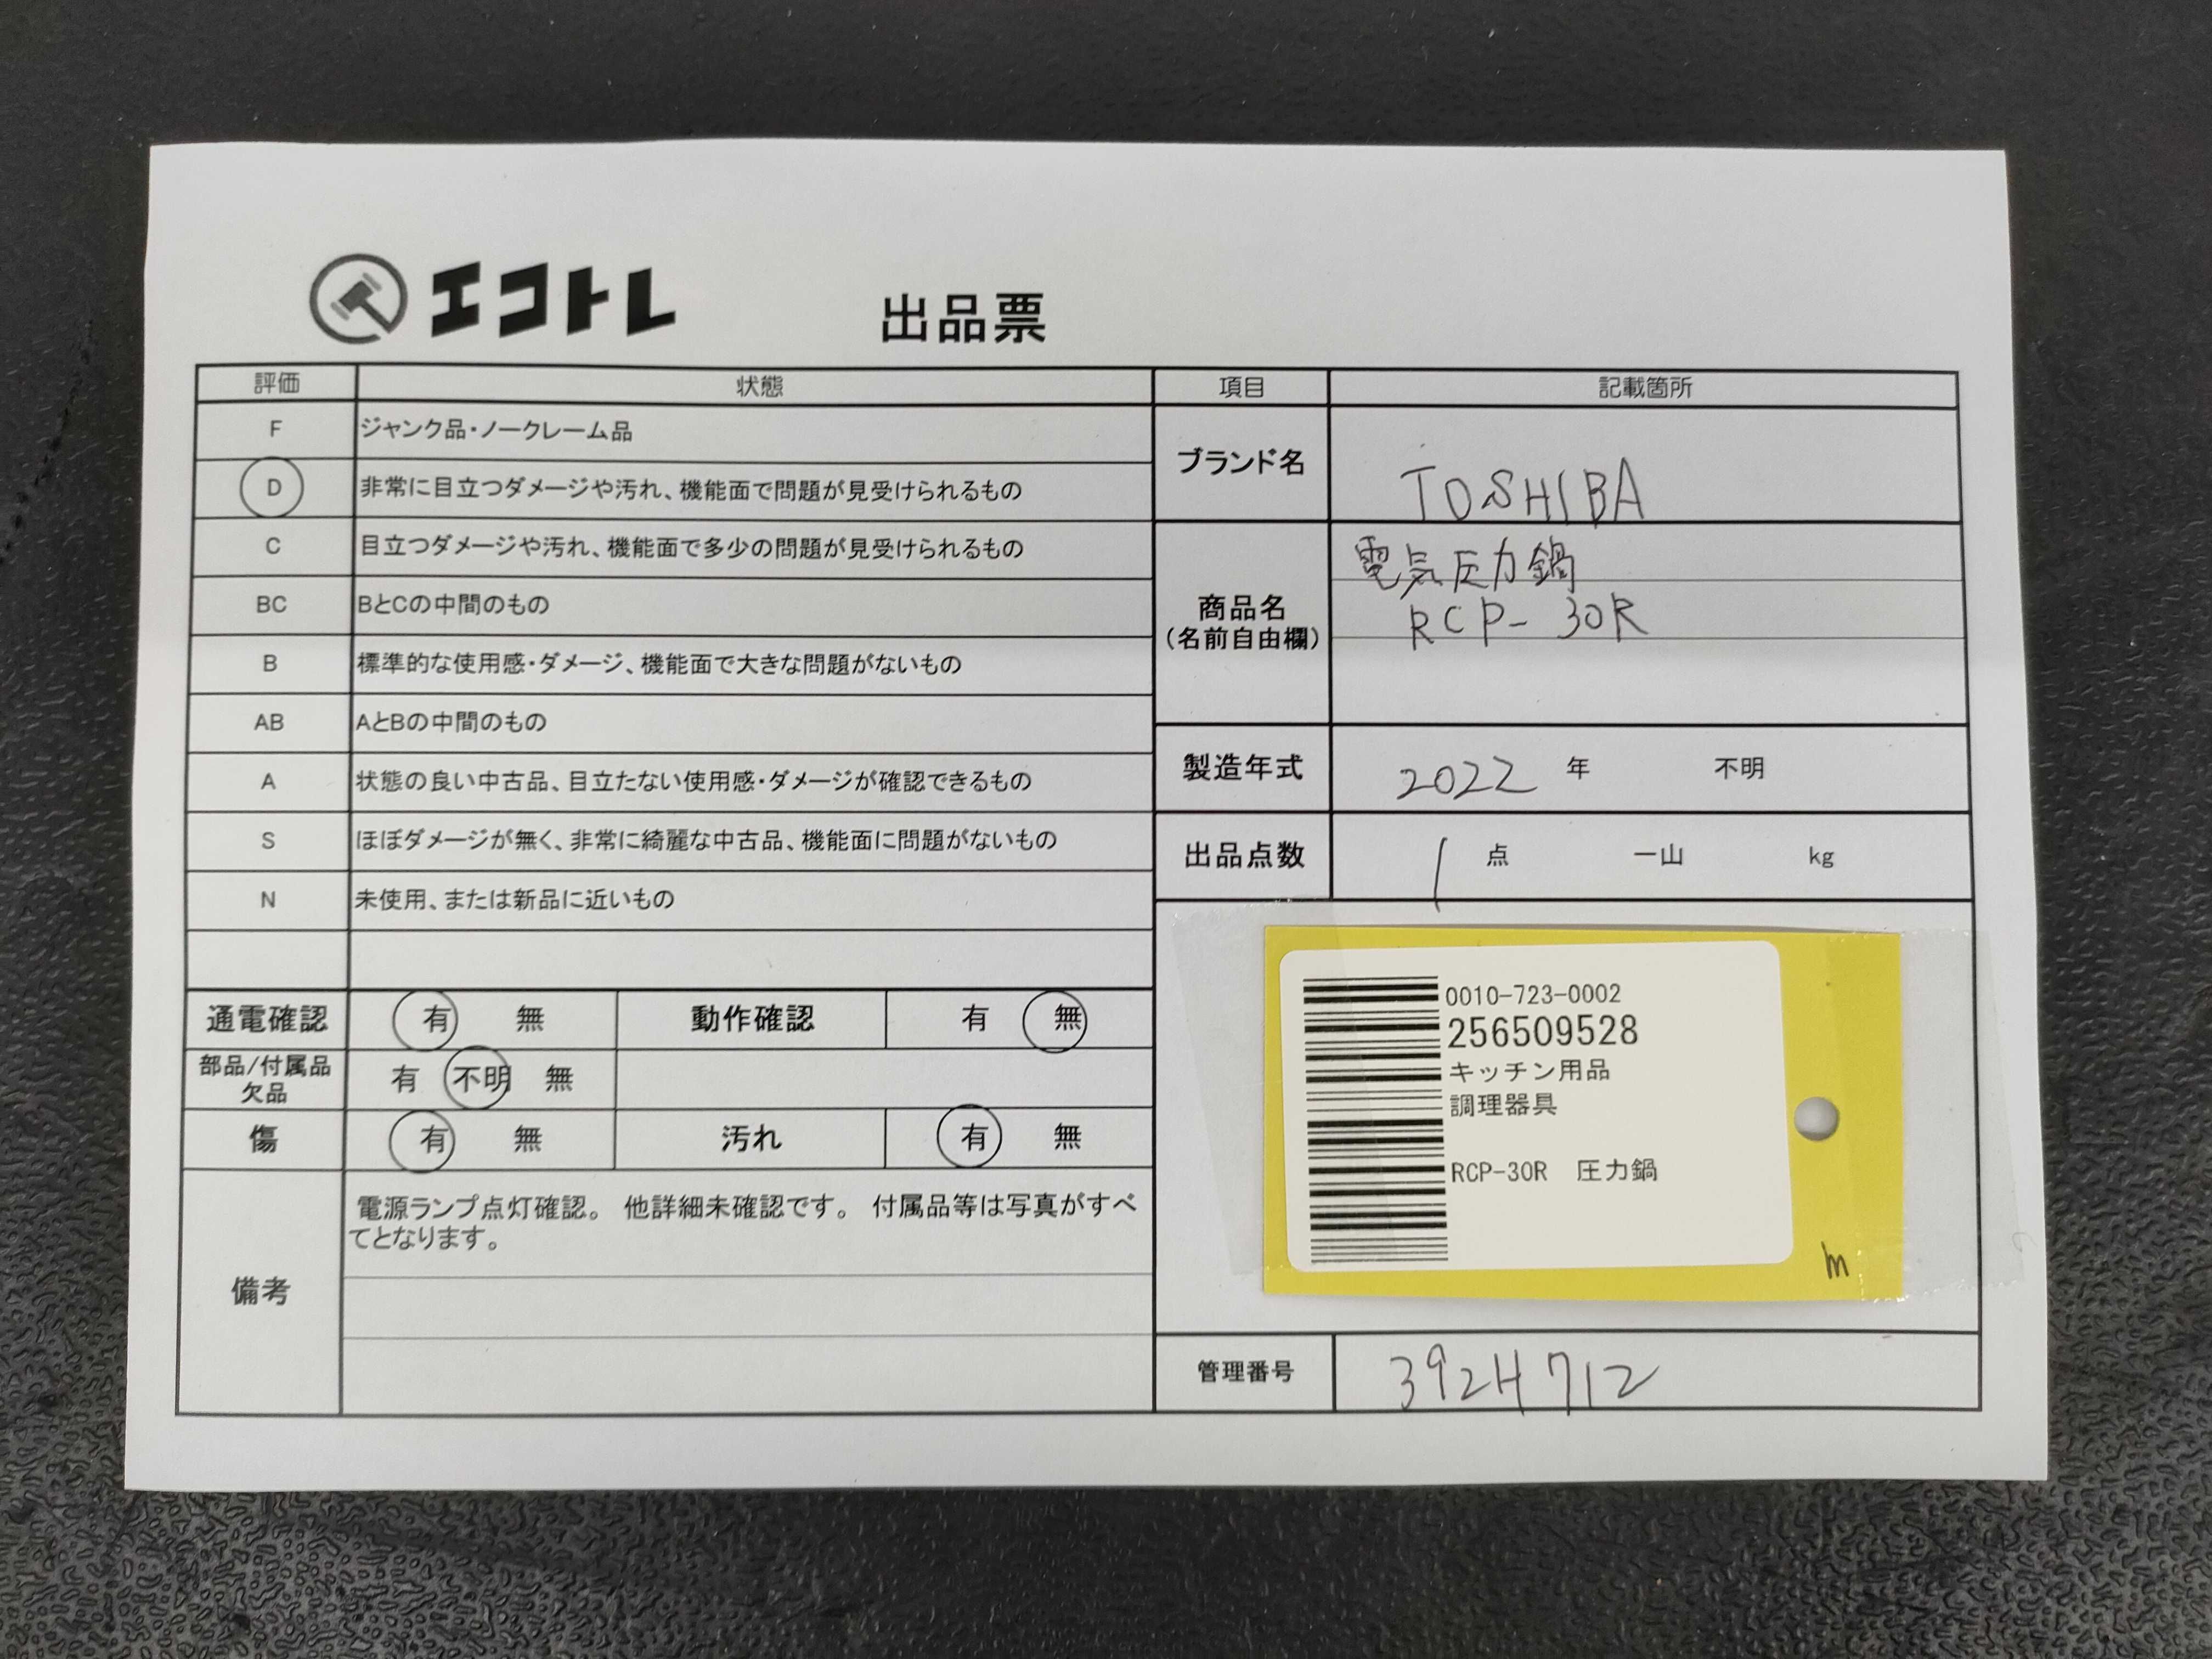 エコトレ
出品票
評価 状態
F ジャンク品・ノークレーム品
D 非常に目立つダメージや汚れ、機能面で問題が見受けられるもの
C 目立つダメージや汚れ、機能面で多少の問題が見受けられるもの
BC BとCの中間のもの
B 標準的な使用感・ダメージ、機能面で大きな問題がないもの
AB AとBの中間のもの
A 状態の良い中古品、目立たない使用感・ダメージが確認できるもの
S ほぼダメージが無く、非常に綺麗な中古品、機能面に問題がないもの
N 未使用、または新品に近いもの
通電確認 有 無 動作確認 有 無
部品/付属品
欠品
有 不明 無
傷 有 無 汚れ 有 無
備考
電源ランプ点灯確認。 他詳細未確認です。 付属品等は写真がすべ
てとなります。
項目 記載箇所
ブランド名 TOSHIBA
商品名
(名前自由欄)
電気圧力鍋
RCP-30R
製造年式 2022 年 不明
出品点数 1 点 一山 kg
0010-723-0002
256509528
キッチン用品
調理器具
RCP-30R 圧力鍋
m
管理番号 392H712